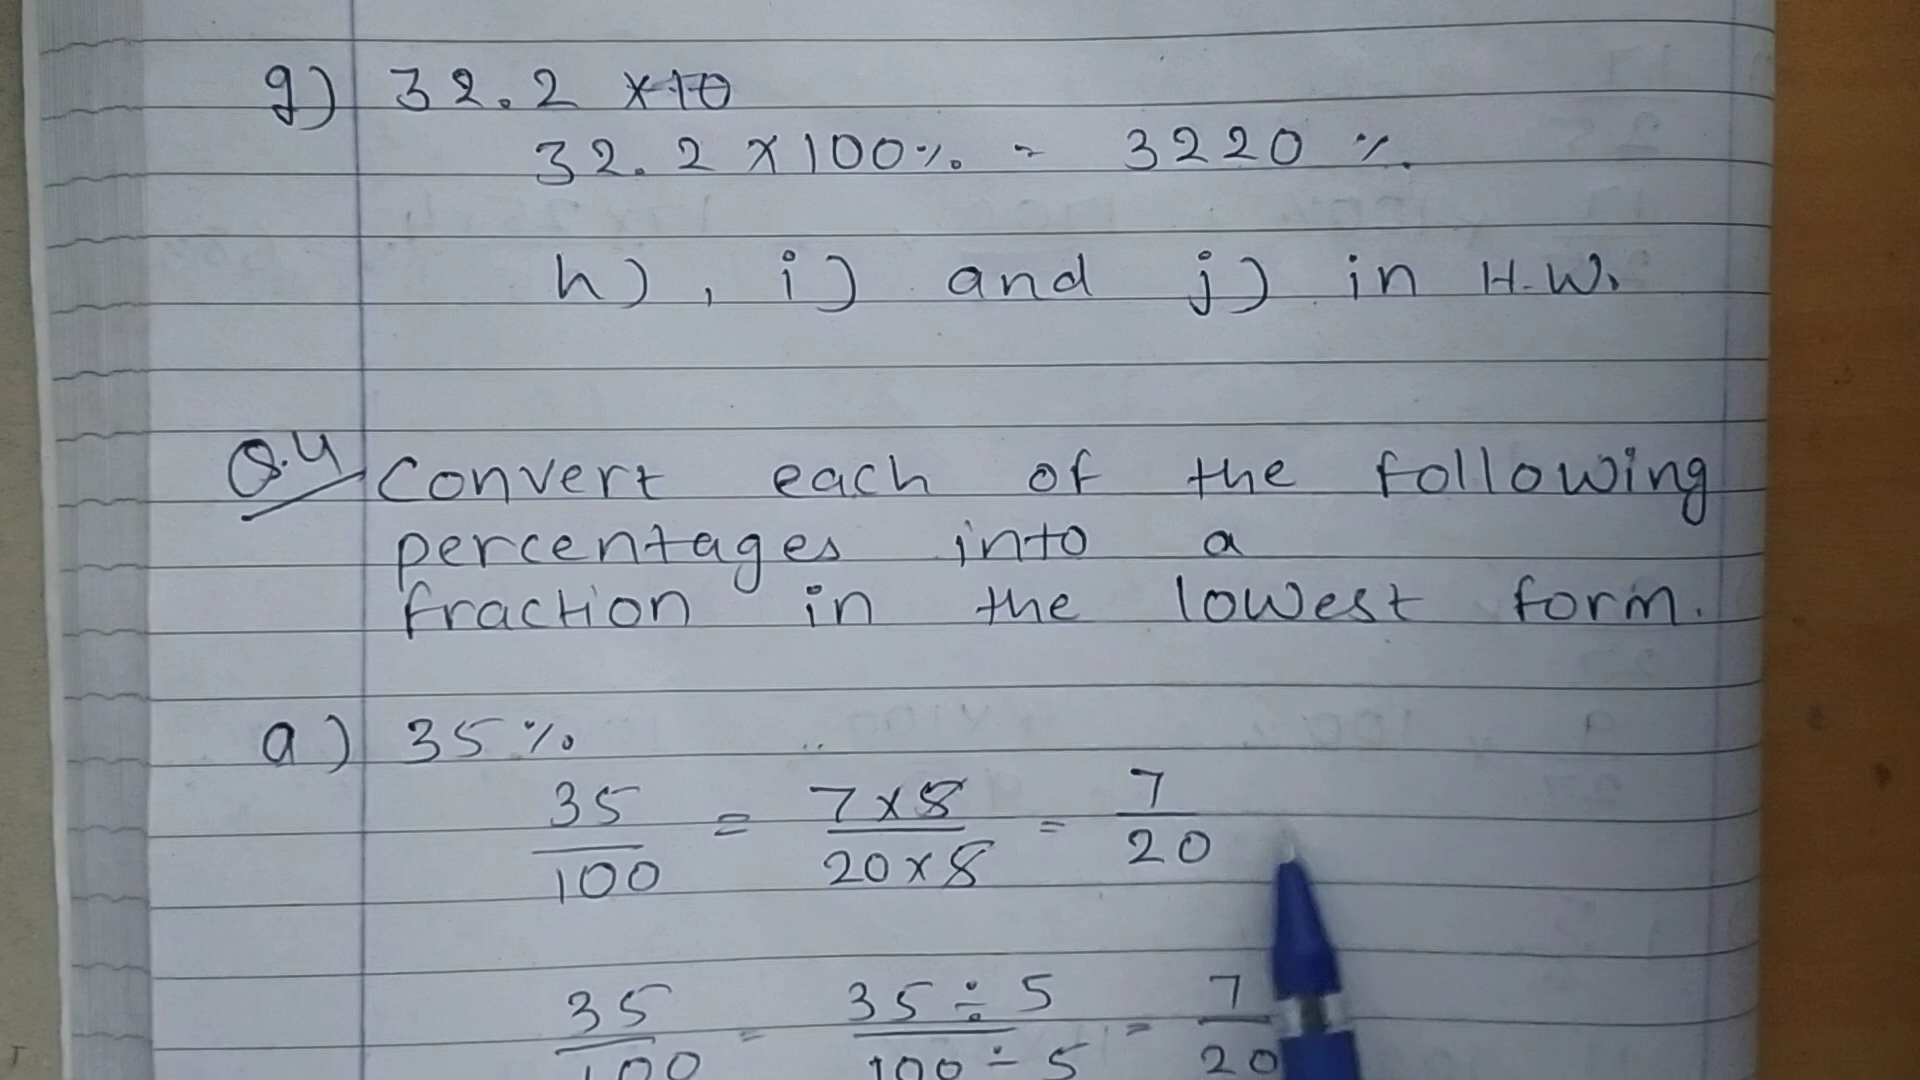 g) 32.2 ×10
32.2 × 100% = 3220 %
h), i) and j) in H.W.
Q.4 Convert each of the following
percentages into a
fraction in the lowest form.
a) 35%
35/100 = 7×5/20×5 = 7/20
35/100 = 35÷5/100÷5 = 7/20